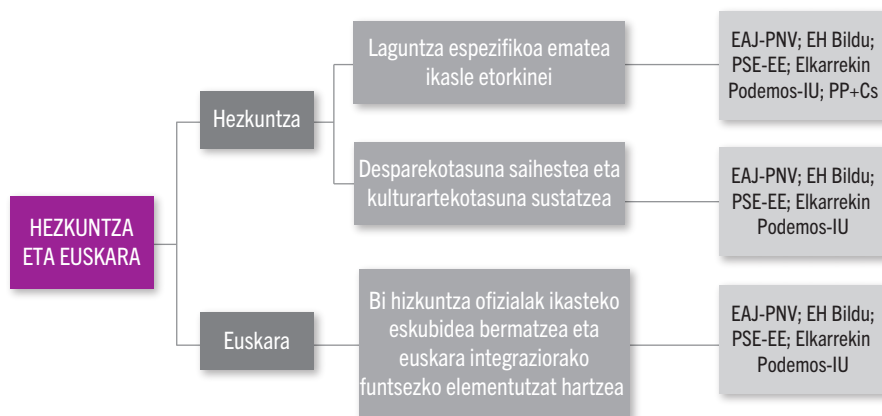 HEZKUNTZA
ETA EUSKARA
Hezkuntza
Laguntza espezifikoa ematea
ikasle etorkinei
EAJ-PNV; EH Bildu;
PSE-EE; Elkarrekin
Podemos-IU; PP+Cs
Desparekotasuna saihestea eta
kulturartekotasuna sustatzea
EAJ-PNV; EH Bildu;
PSE-EE; Elkarrekin
Podemos-IU
Euskara
Bi hizkuntza ofizialak ikasteko
eskubidea bermatzea eta
euskara integraziorako
funtsezko elementutzat hartzea
EAJ-PNV; EH Bildu;
PSE-EE; Elkarrekin
Podemos-IU